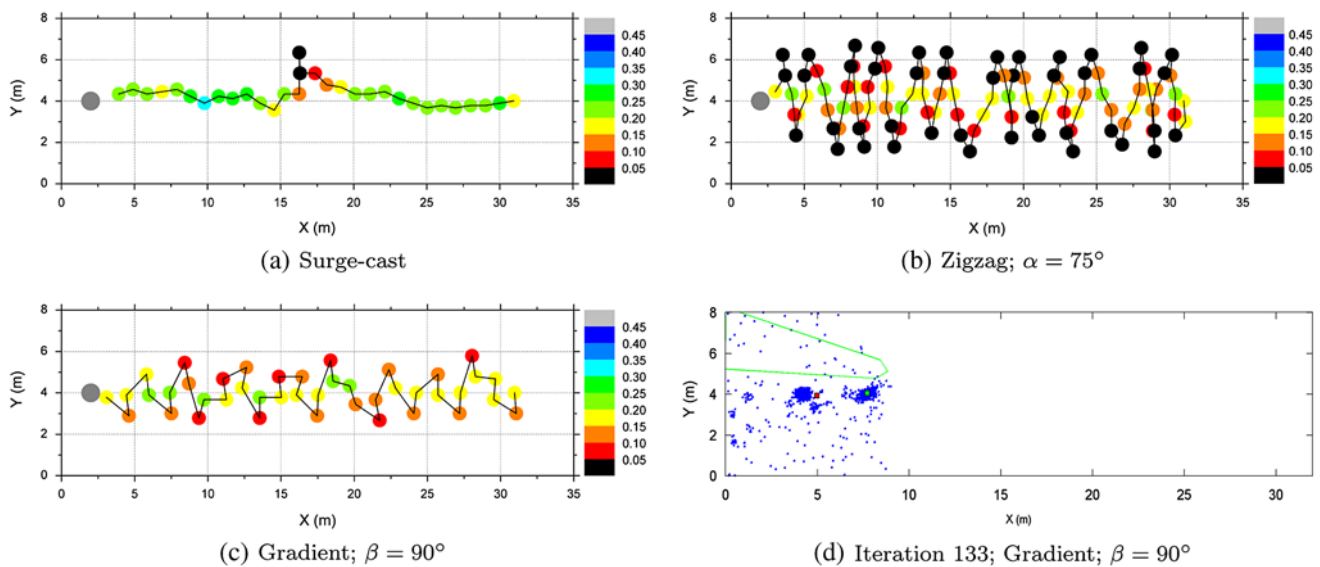 8
6
4
2
0
Y (m)
0 5 10 15 20 25 30 35
X (m)
0.45
0.40
0.35
0.30
0.25
0.20
0.15
0.10
0.05
(a) Surge-cast
8
6
4
2
0
Y (m)
0 5 10 15 20 25 30 35
X (m)
0.45
0.40
0.35
0.30
0.25
0.20
0.15
0.10
0.05
(b) Zigzag; α = 75°
8
6
4
2
0
Y (m)
0 5 10 15 20 25 30 35
X (m)
0.45
0.40
0.35
0.30
0.25
0.20
0.15
0.10
0.05
(c) Gradient; β = 90°
8
6
4
2
0
Y (m)
0 5 10 15 20 25 30
X (m)
(d) Iteration 133; Gradient; β = 90°